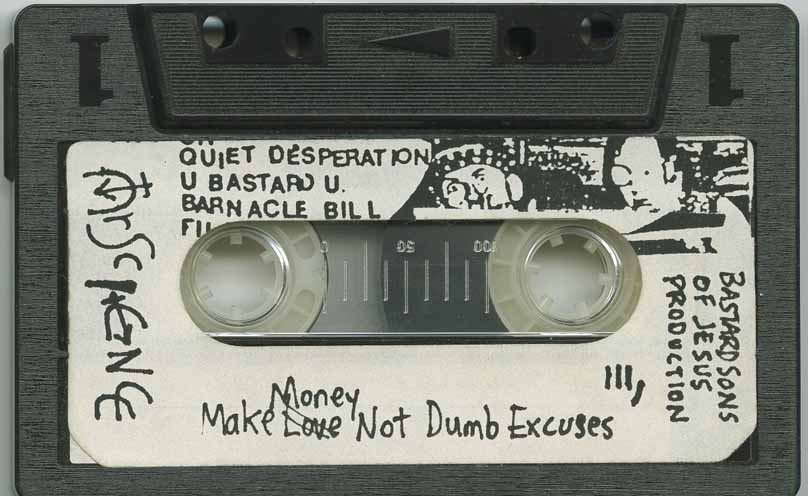 1
1
QUIET DESPERATION
U BASTARD U.
BARNACLE BILL
0
50
100
BASTARD SONS
OF JESUS
PRODUCTION
Make Love Money Not Dumb Excuses